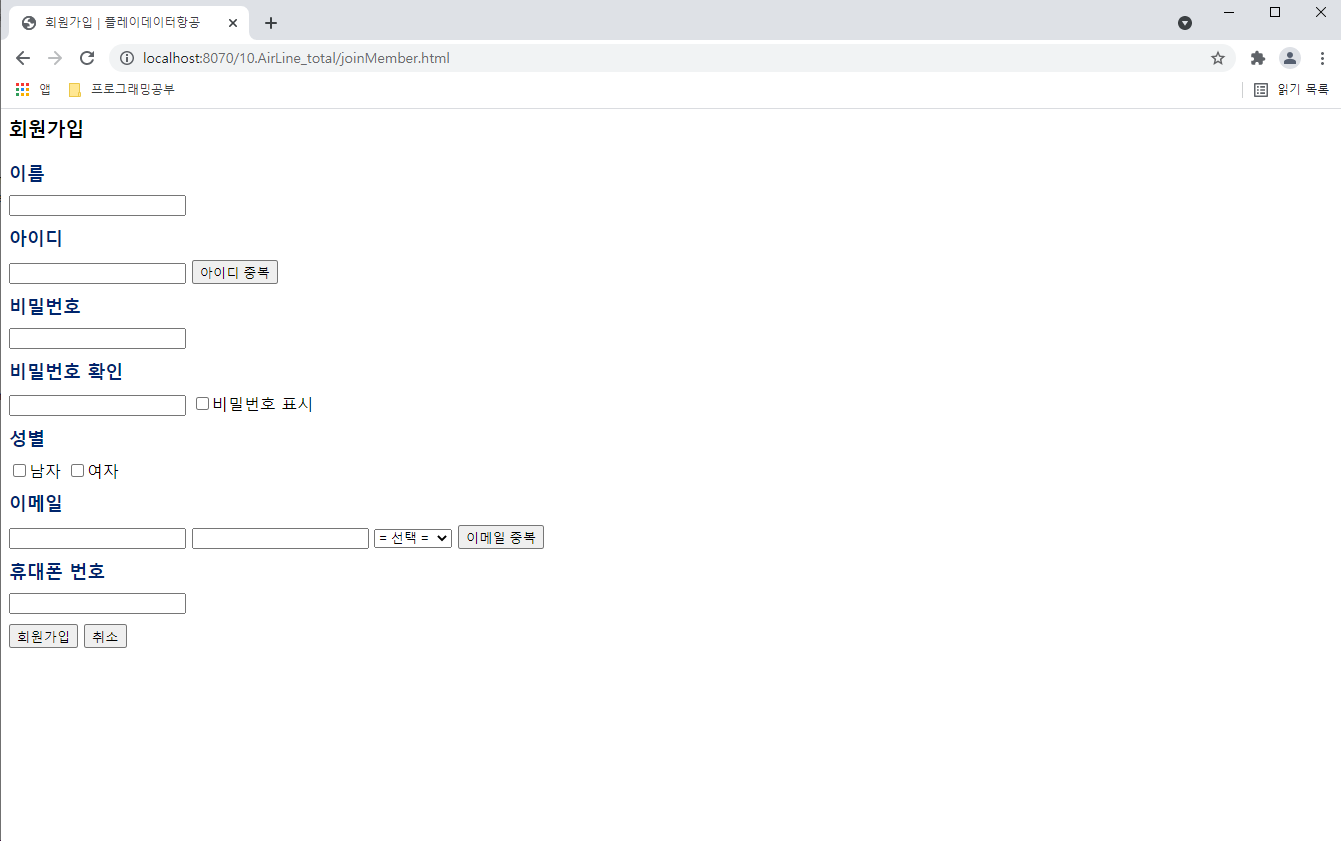 회원가입 | 플레이데이터항공
localhost:8070/10.AirLine_total/joinMember.html
앱 프로그래밍공부 읽기 목록
회원가입
이름
아이디
아이디 중복
비밀번호
비밀번호 확인
비밀번호 표시
성별
남자 여자
이메일
= 선택 = 이메일 중복
휴대폰 번호
회원가입 취소